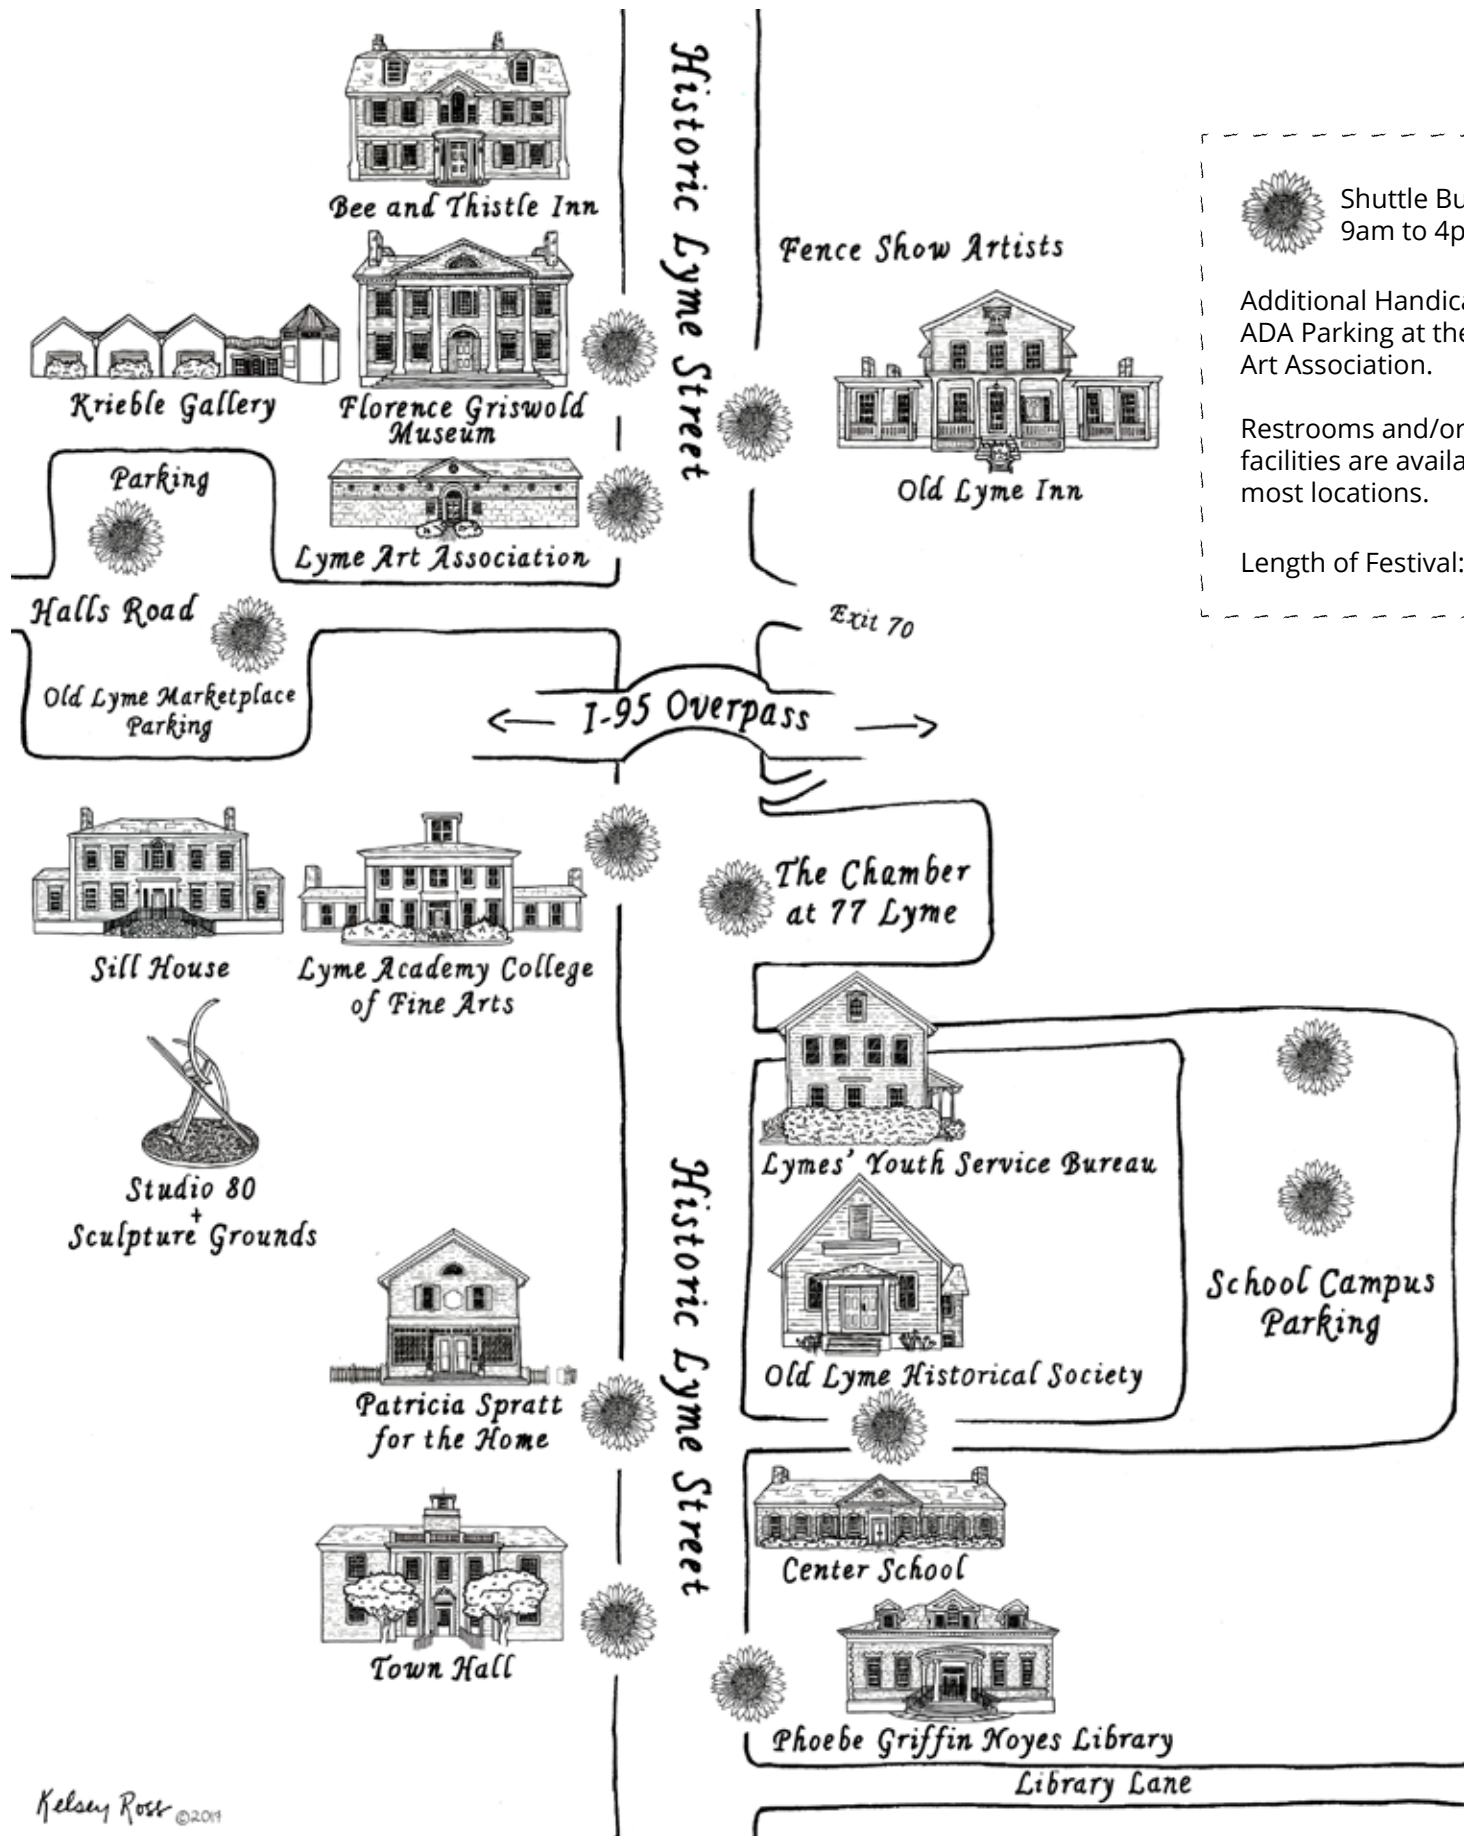 Historic Lyme Street
Bee and Thistle Inn
Fence Show Artists
Shuttle
9am to
Additional
ADA Parking at the
Art Association.
Restrooms and/or
facilities are
most locations.
Length of Festival:
Krieble Gallery
Florence Griswold
Museum
Old Lyme Inn
Parking
Lyme Art Association
Halls Road
Exit 70
Old Lyme Marketplace
Parking
I-95 Overpass
The Chamber
at 77 Lyme
Sill House
Lyme Academy College
of Fine Arts
Lymes' Youth Service Bureau
Studio 80
+
Sculpture Grounds
Historic Lyme Street
School Campus
Parking
Old Lyme Historical Society
Patricia Spratt
for the Home
Center School
Town Hall
Phoebe Griffin Noyes Library
Library Lane
Kelsey Ross ©2019